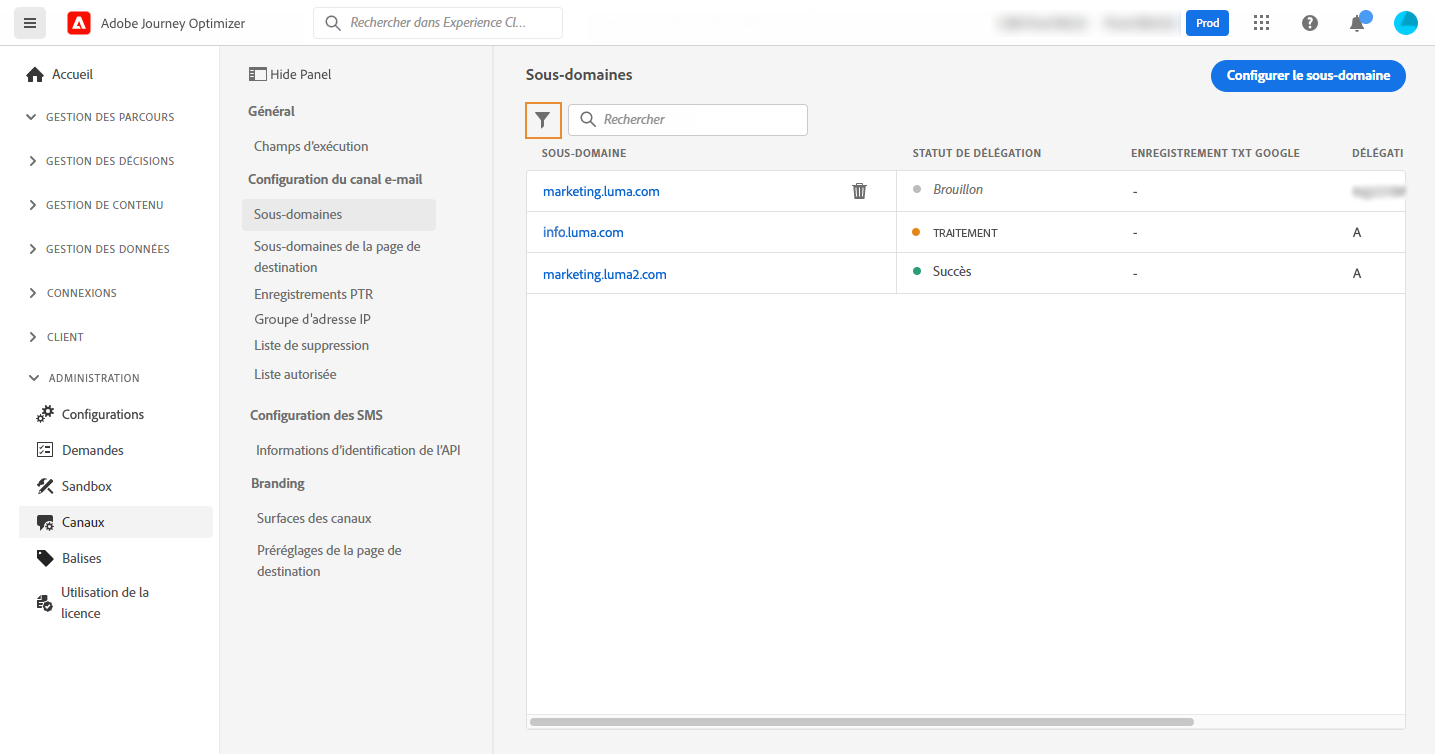 Adobe Journey Optimizer
Rechercher dans Experience Cl...
Prod
Accueil
GESTION DES PARCOURS
GESTION DES DÉCISIONS
GESTION DE CONTENU
GESTION DES DONNÉES
CONNEXIONS
CLIENT
ADMINISTRATION
Configurations
Demandes
Sandbox
Canaux
Balises
Utilisation de la
licence
Hide Panel
Général
Champs d'exécution
Configuration du canal e-mail
Sous-domaines
Sous-domaines de la page de
destination
Enregistrements PTR
Groupe d'adresse IP
Liste de suppression
Liste autorisée
Configuration des SMS
Informations d'identification de l'API
Branding
Surfaces des canaux
Préréglages de la page de
destination
Sous-domaines
Configurer le sous-domaine
Rechercher
SOUS-DOMAINE STATUT DE DÉLÉGATION ENREGISTREMENT TXT GOOGLE DÉLÉGATI
marketing.luma.com Brouillon -
info.luma.com TRAITEMENT - A
marketing.luma2.com Succès - A